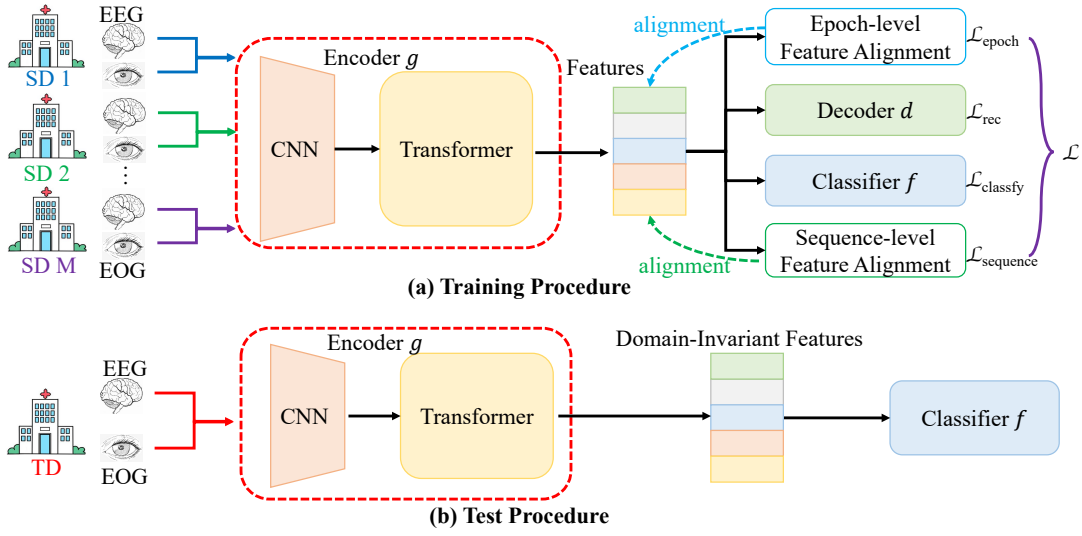 EEG
SD 1
SD 2
⋮
SD M
EOG
Encoder g
CNN
Transformer
Features
alignment
alignment
Epoch-level
Feature Alignment
Decoder d
Classifier f
Sequence-level
Feature Alignment
ℒepoch
ℒrec
ℒclassfy
ℒsequence
ℒ
(a) Training Procedure
EEG
EOG
TD
Encoder g
CNN
Transformer
Domain-Invariant Features
Classifier f
(b) Test Procedure